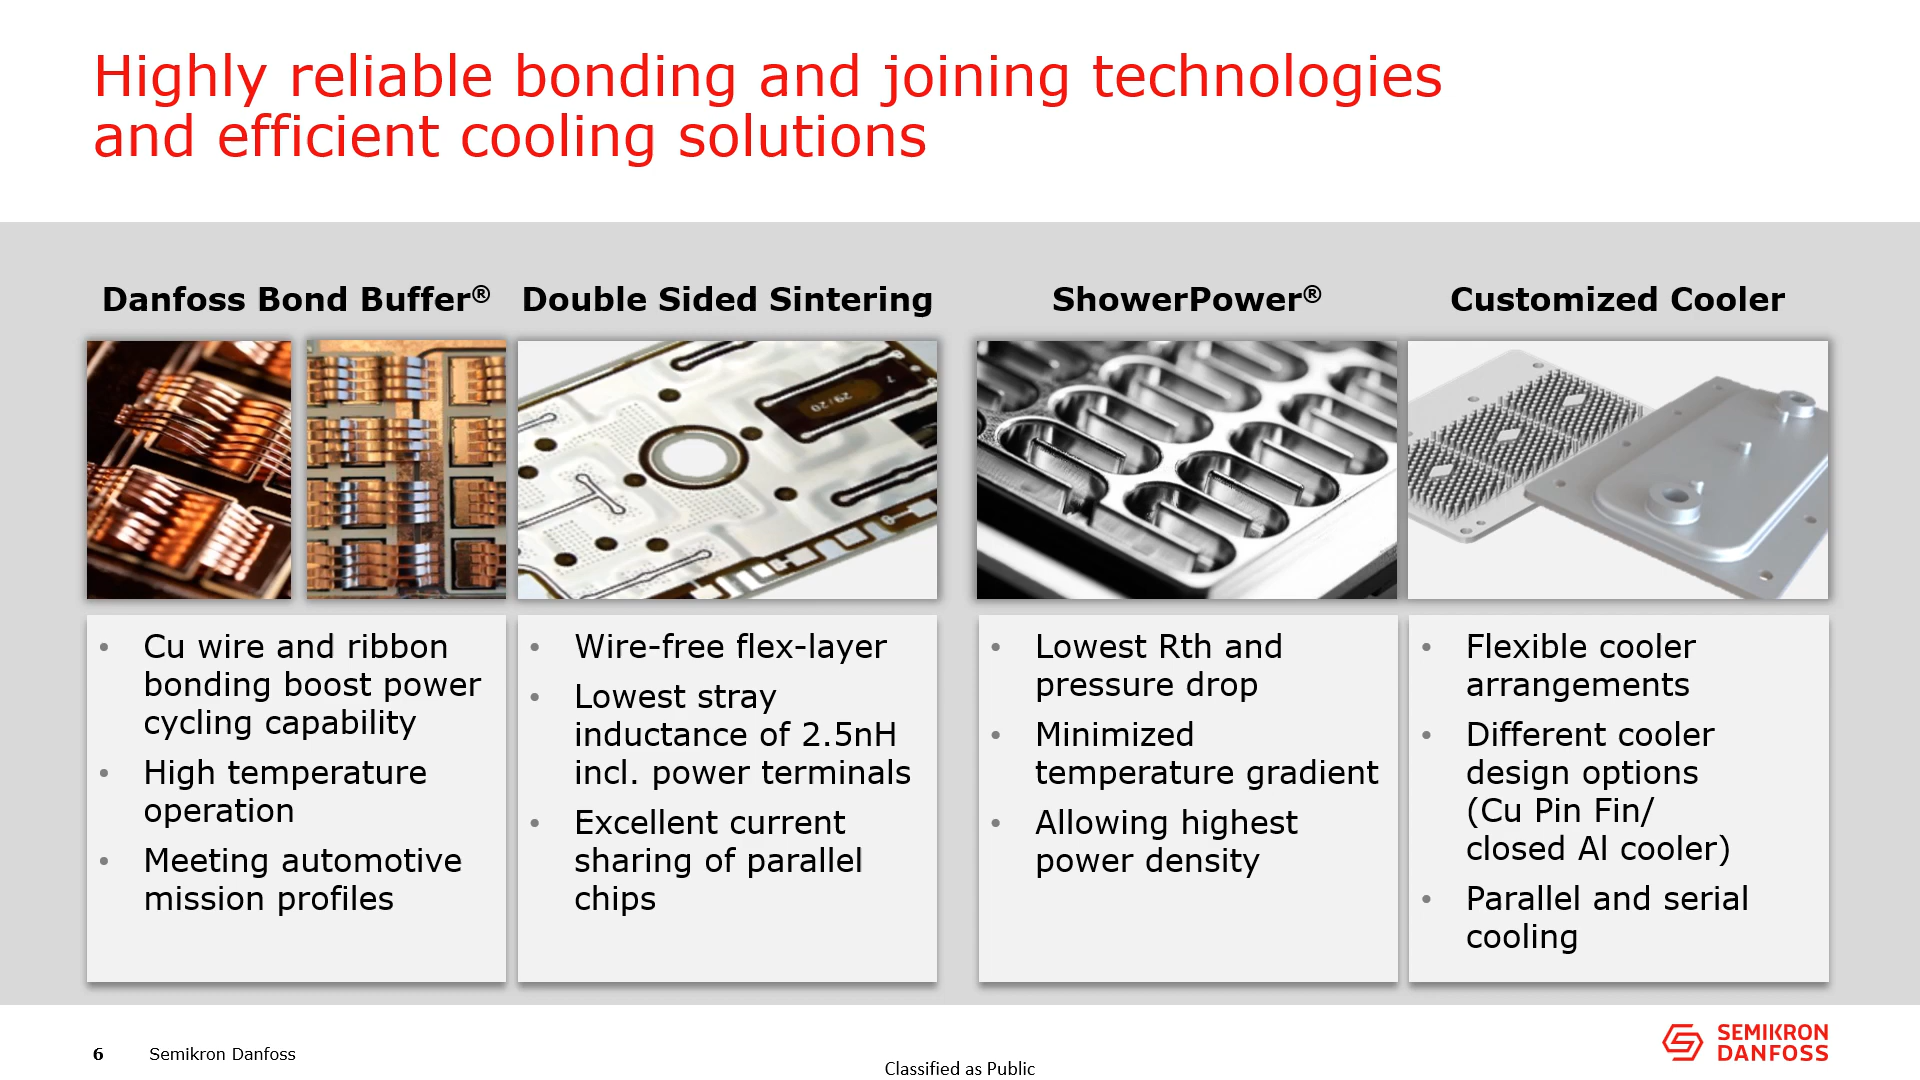 Highly reliable bonding and joining technologies
and efficient cooling solutions
Danfoss Bond Buffer®
Double Sided Sintering
ShowerPower®
Customized Cooler
7
29/20
• Cu wire and ribbon
bonding boost power
cycling capability
• High temperature
operation
• Meeting automotive
mission profiles
• Wire-free flex-layer
• Lowest stray
inductance of 2.5nH
incl. power terminals
• Excellent current
sharing of parallel
chips
• Lowest Rth and
pressure drop
• Minimized
temperature gradient
• Allowing highest
power density
• Flexible cooler
arrangements
• Different cooler
design options
(Cu Pin Fin/
closed Al cooler)
• Parallel and serial
cooling
6 Semikron Danfoss
Classified as Public
SEMIKRON
DANFOSS